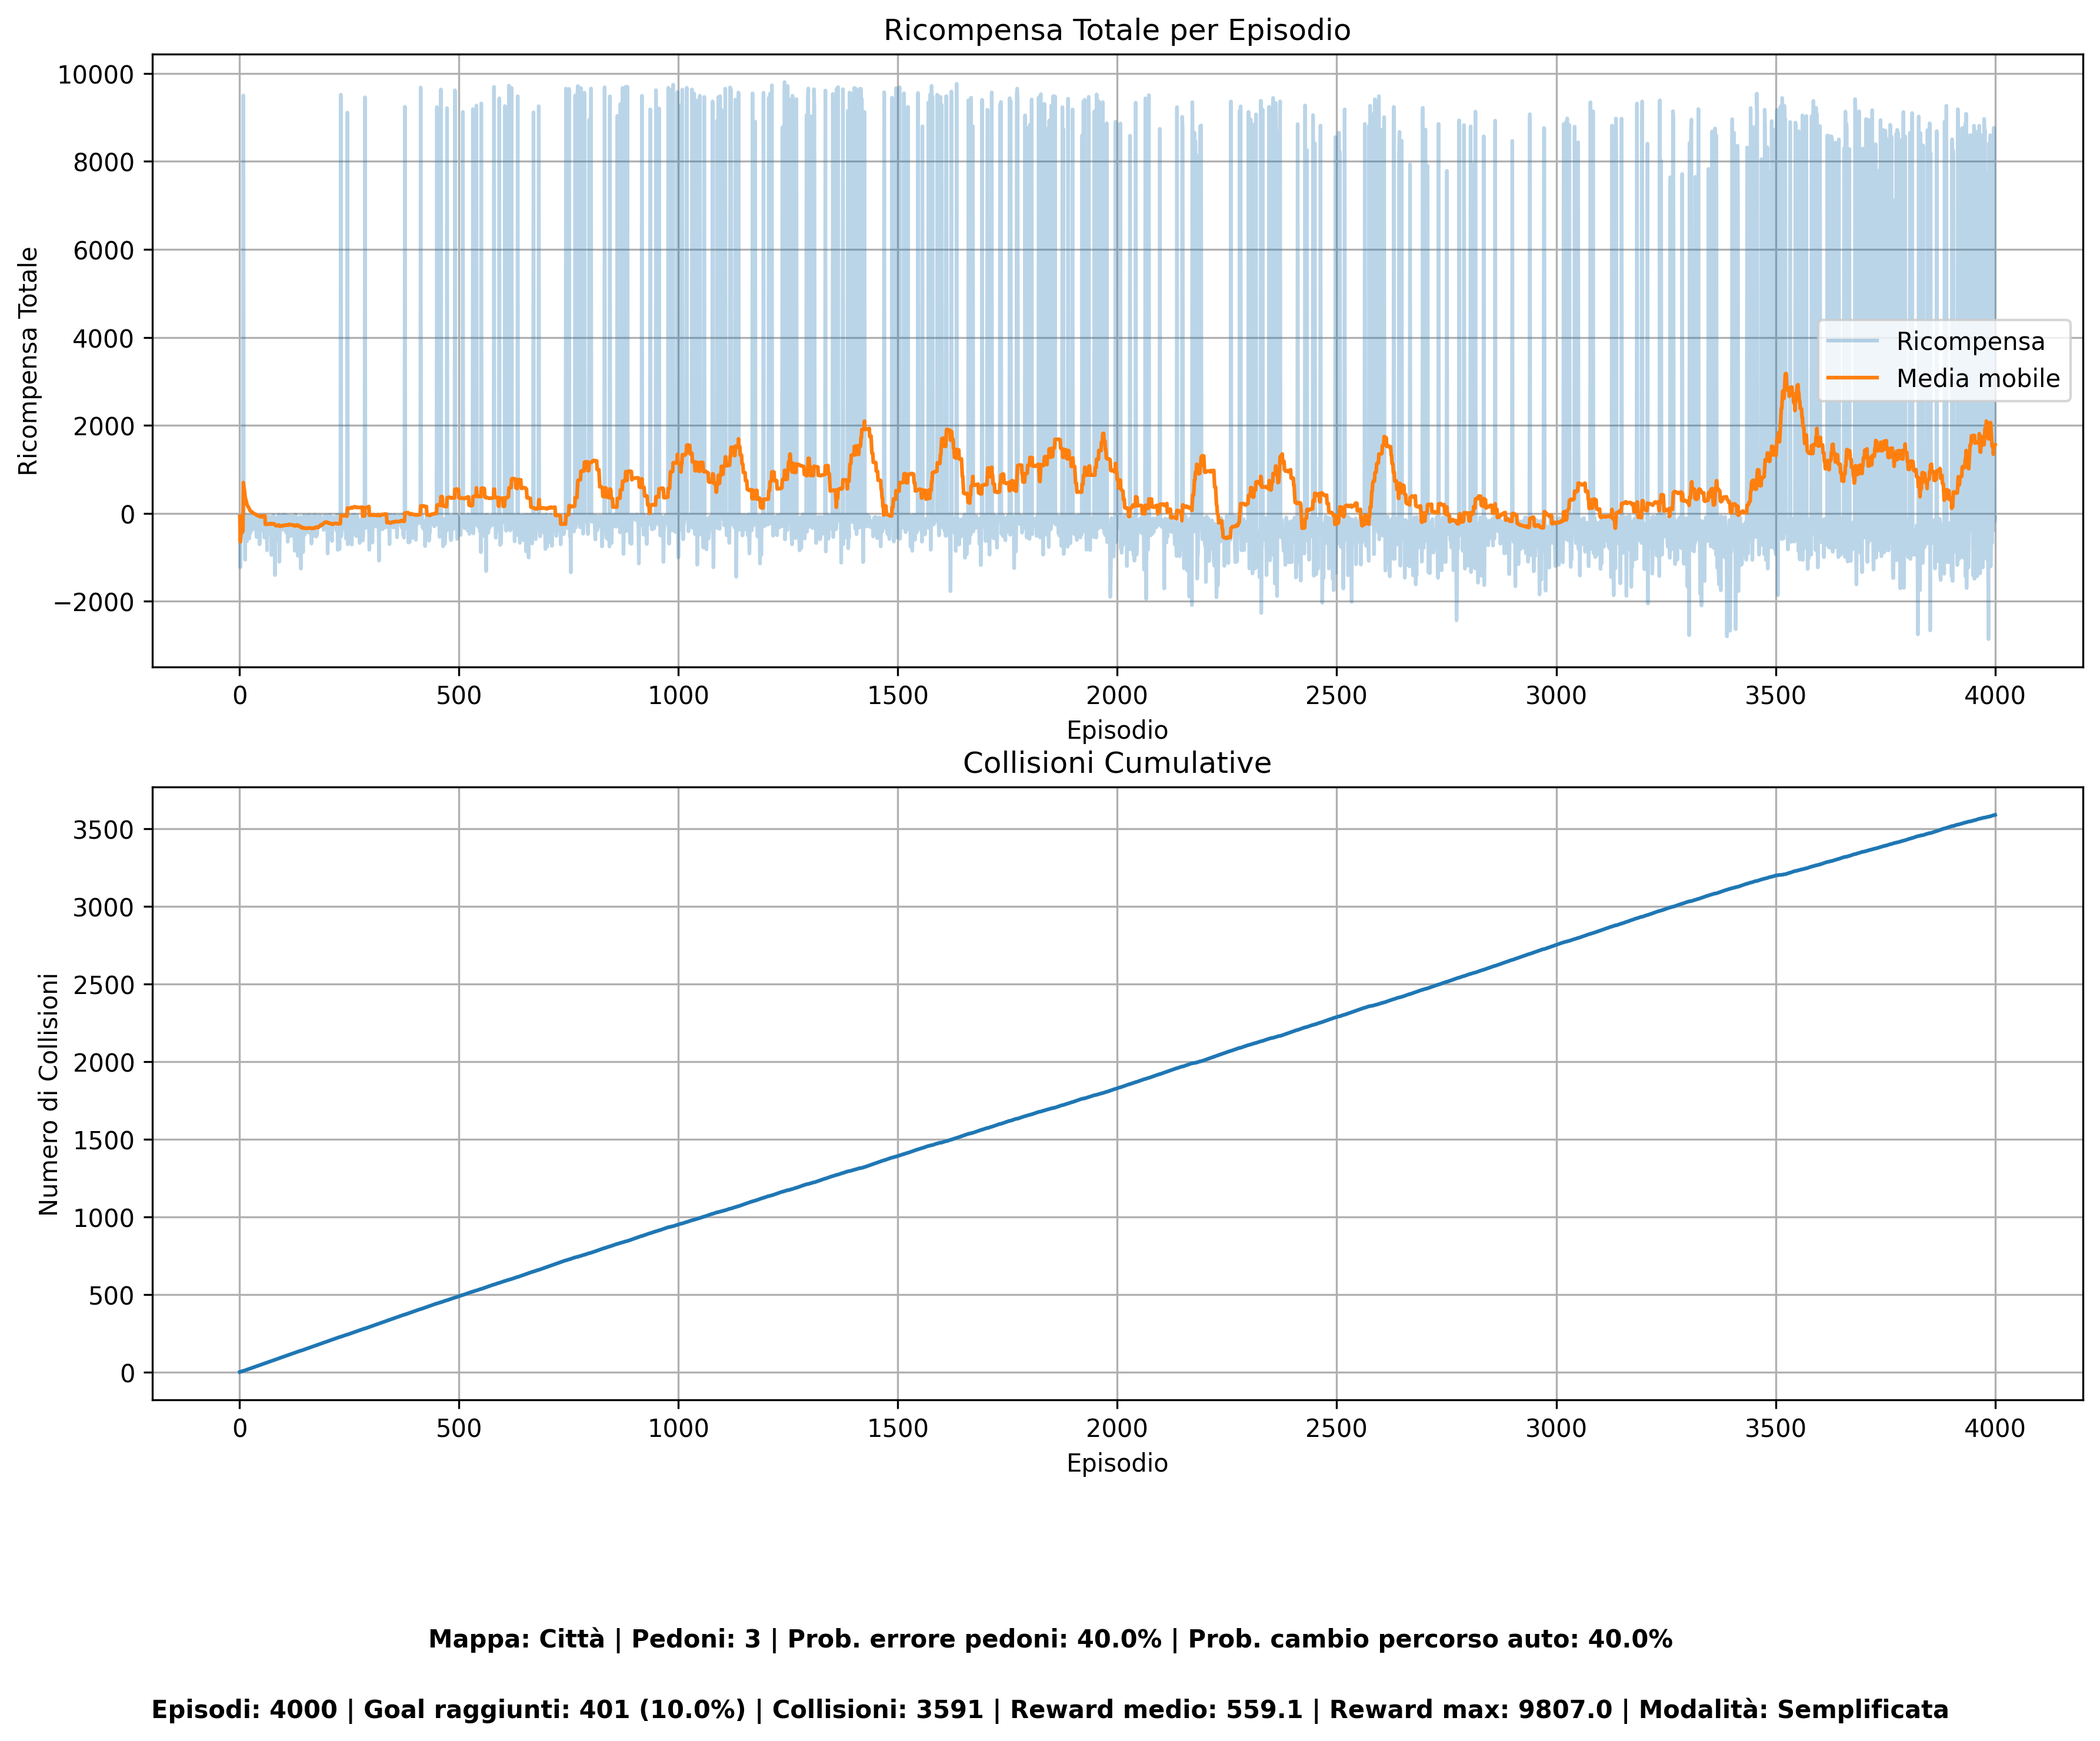 Ricompensa Totale per Episodio
Ricompensa Totale
10000
8000
6000
4000
2000
0
−2000
Ricompensa
Media mobile
0 500 1000 1500 2000 2500 3000 3500 4000
Episodio
Collisioni Cumulative
Numero di Collisioni
3500
3000
2500
2000
1500
1000
500
0
0 500 1000 1500 2000 2500 3000 3500 4000
Episodio
Mappa: Città | Pedoni: 3 | Prob. errore pedoni: 40.0% | Prob. cambio percorso auto: 40.0%
Episodi: 4000 | Goal raggiunti: 401 (10.0%) | Collisioni: 3591 | Reward medio: 559.1 | Reward max: 9807.0 | Modalità: Semplificata